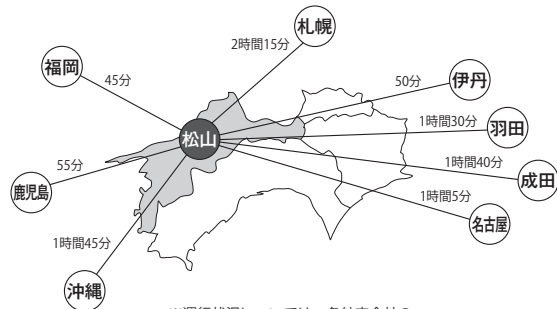 札幌
2時間15分
福岡
45分
50分
伊丹
松山
1時間30分
羽田
55分
1時間40分
成田
鹿児島
1時間5分
名古屋
1時間45分
沖縄